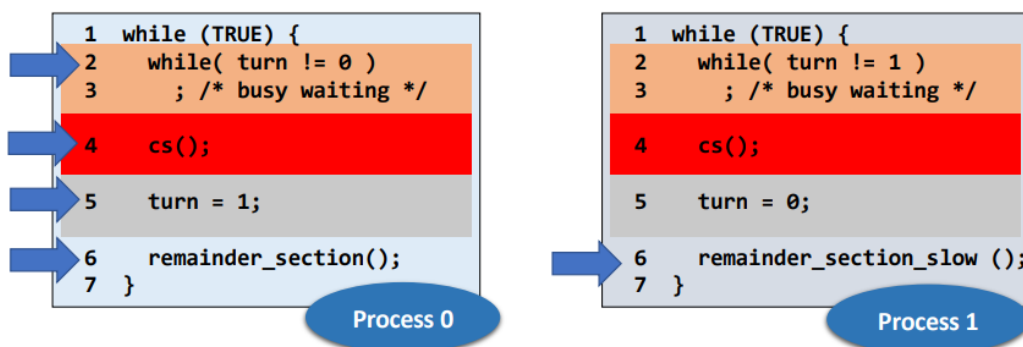 1 while (TRUE) {
2 while( turn != 0 )
3 ; /* busy waiting */
4 cs();
5 turn = 1;
6 remainder_section();
7 }
Process 0
1 while (TRUE) {
2 while( turn != 1 )
3 ; /* busy waiting */
4 cs();
5 turn = 0;
6 remainder_section_slow ();
7 }
Process 1